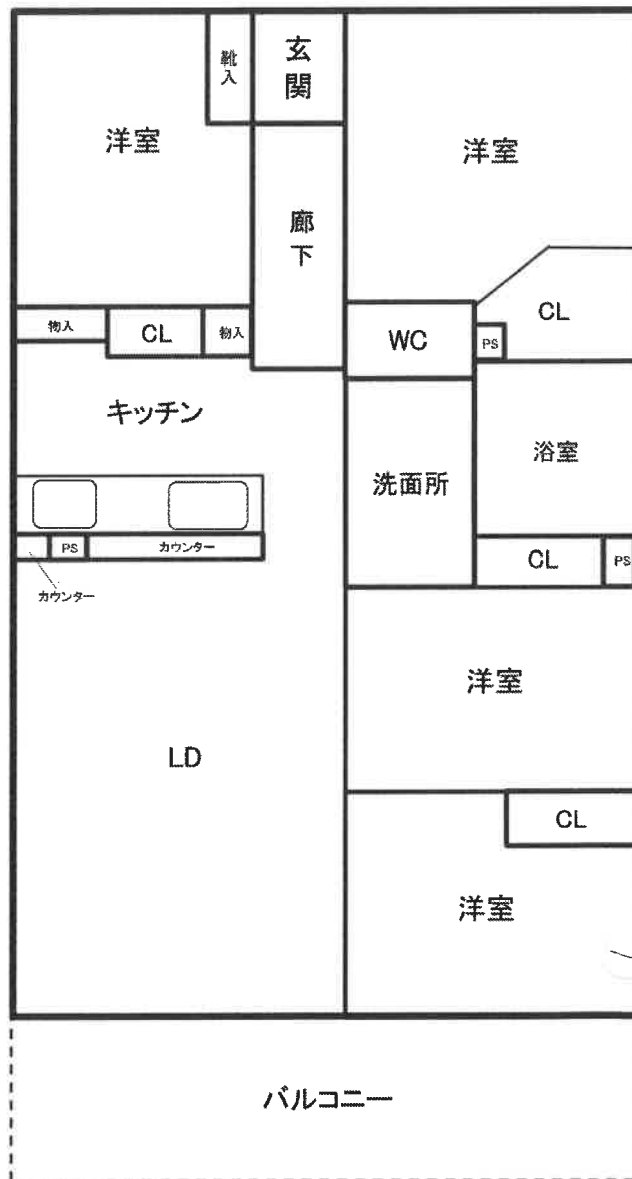 靴入
玄関
洋室
洋室
廊下
物入
CL
物入
WC
PS
CL
キッチン
洗面所
浴室
PS
カウンター
カウンター
CL
PS
洋室
LD
CL
洋室
バルコニー